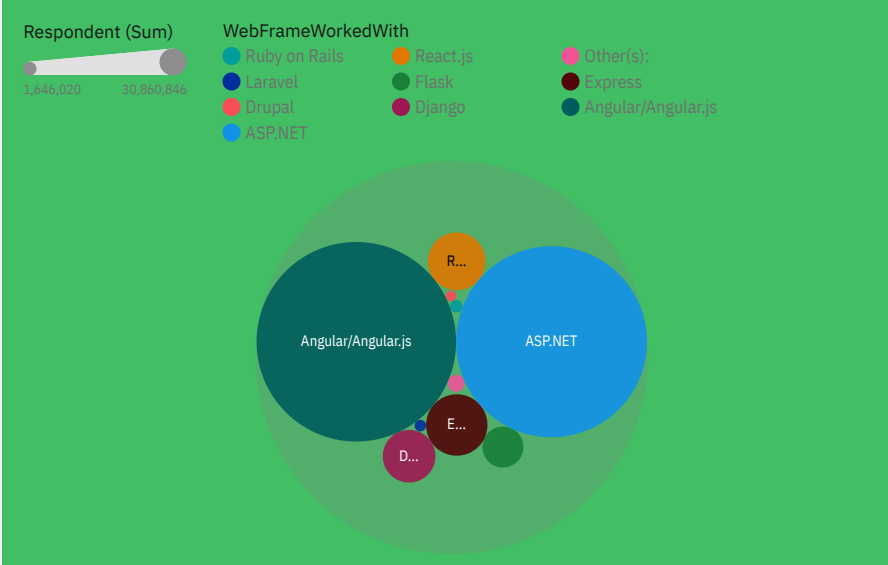 Respondent (Sum)
1,646,020 30,860,846
WebFrameWorkedWith
Ruby on Rails React.js Other(s):
Laravel Flask Express
Drupal Django Angular/Angular.js
ASP.NET
R...
Angular/Angular.js ASP.NET
E...
D...